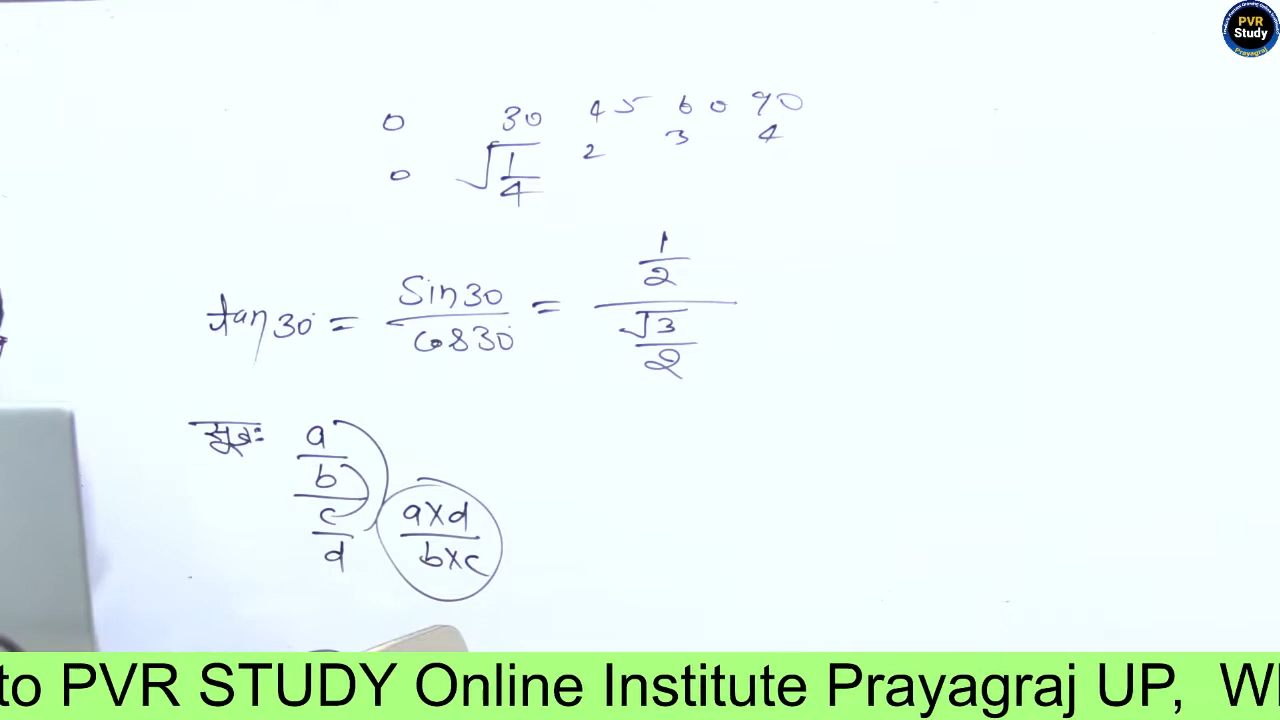 PVR
Study
Prayagraj
0 30 45 60 90
0 √1/4 2 3 4
tan30° = Sin30/Cos30° = 1/2/√3/2
सूत्र: a/b/c/d a×d/b×c
to PVR STUDY Online Institute Prayagraj UP,